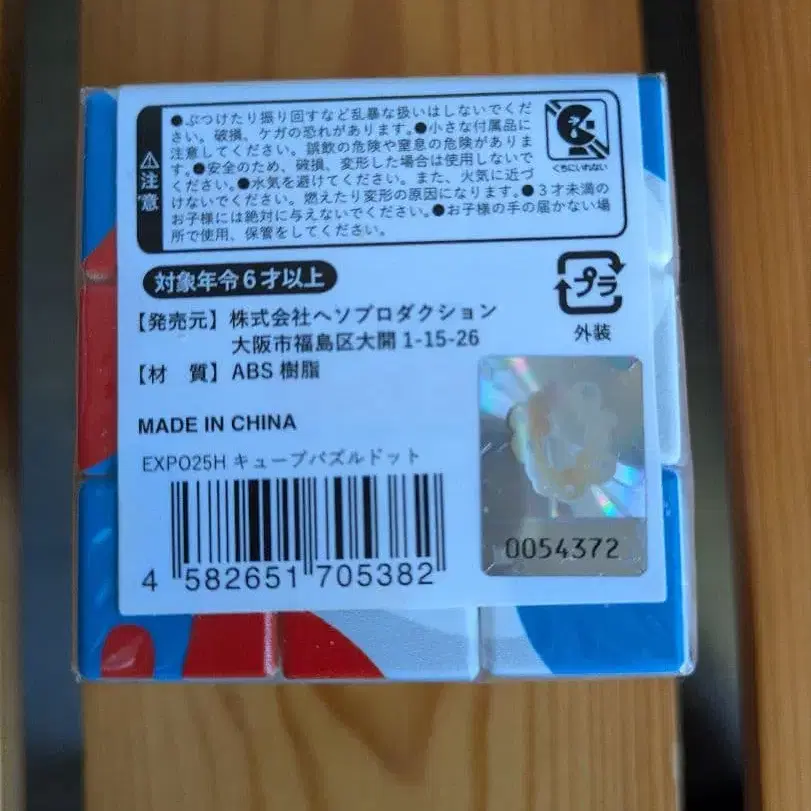 ⚠注意
●ぶつけたり振り回すなど乱暴な扱いはしないでくだ
さい。破損、ケガの恐れがあります。●小さな付属品に
注意してください。誤飲の危険や窒息の危険がありま
す。●安全のため、破損、変形した場合は使用しないで
ください。●水気を避けてください。また、火気に近づ
けないでください。燃えたり変形の原因になります。●3才未満の
お子様には絶対に与えないでください。●お子様の手の届かない場
所で使用、保管をしてください。
くちにいれない
対象年令6才以上
【発売元】株式会社ヘソプロダクション
大阪市福島区大開1-15-26
【材 質】ABS樹脂
プラ
外装
MADE IN CHINA
EXPO25H キューブパズルドット
4 582651 705382
0054372